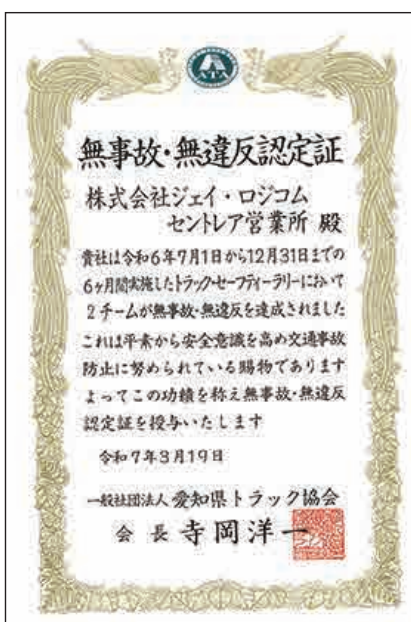 ATA
無事故・無違反認定証
株式会社ジェイ・ロジコム
セントレア営業所 殿
貴社は令和6年7月1日から12月31日までの
6ヶ月間実施したトラック・セーフティーラリーにおいて
2チームが無事故・無違反を達成されました
これは平素から安全意識を高め交通事故
防止に努められている賜物であります
よってこの功績を称え無事故・無違反
認定証を授与いたします
令和7年3月19日
一般社団法人 愛知県トラック協会
会長 寺岡洋一